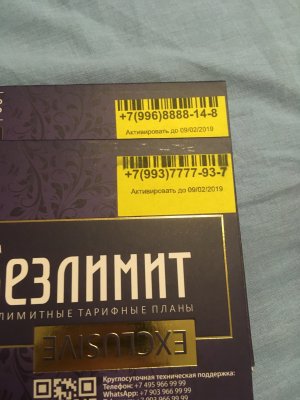 +7(996)8888-14-8
Активировать до 09/02/2019
+7(993)7777-93-7
Активировать до 09/02/2019
Безлимит
ЛИМИТНЫЕ ТАРИФНЫЕ ПЛАНЫ
EXCLUSIVE
Круглосуточная техническая поддержка:
Телефон: +7 495 966 99 99
WhatsApp: +7 903 966 99 99